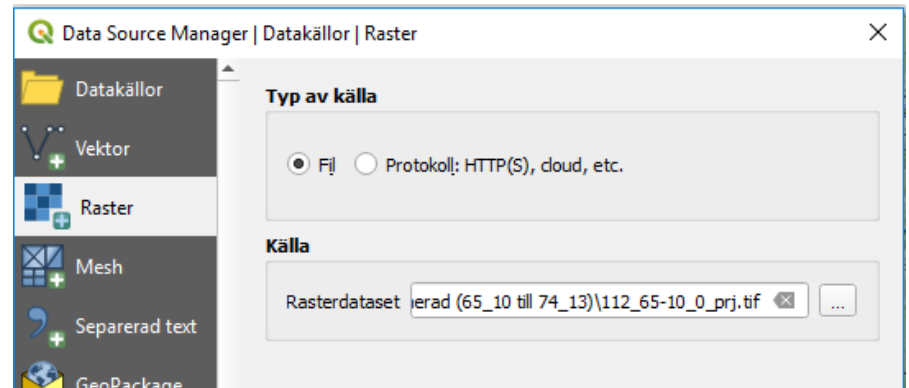 Data Source Manager | Datakällor | Raster
Datakällor
Vektor
Raster
Mesh
Separerad text
GeoPackage
Typ av källa
Fil Protokoll: HTTP(S), cloud, etc.
Källa
Rasterdataset erad (65_10 till 74_13)\112_65-10_0_prj.tif ...